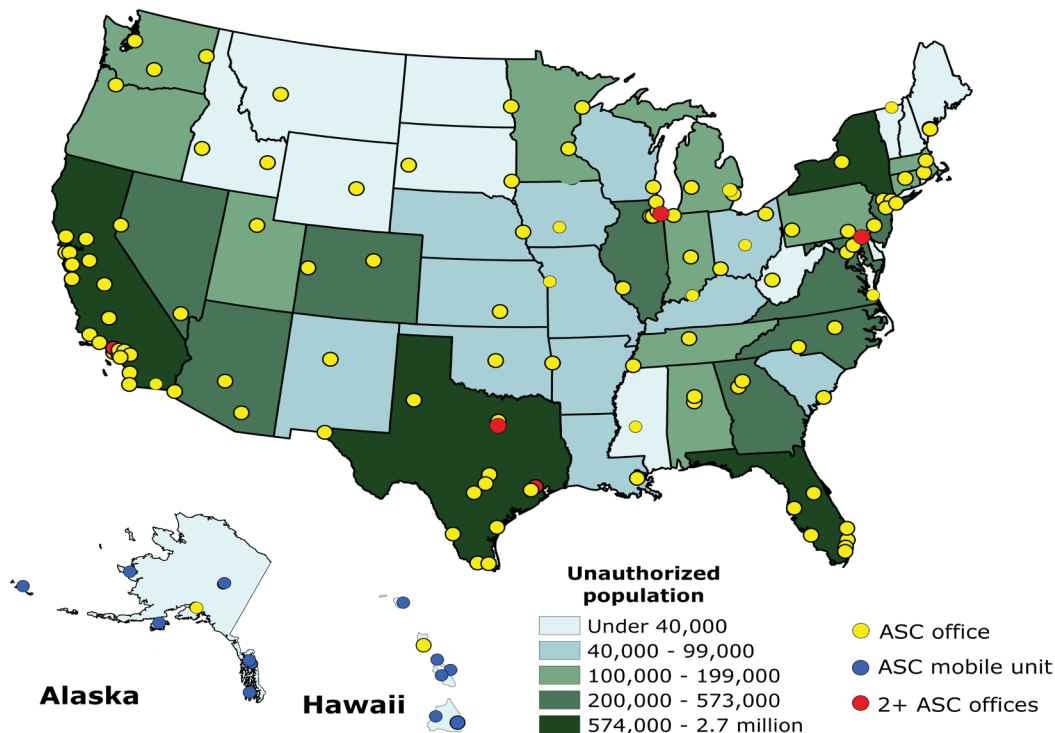 Alaska
Hawaii
Unauthorized
population
Under 40,000
40,000 - 99,000
100,000 - 199,000
200,000 - 573,000
574,000 - 2.7 million
ASC office
ASC mobile unit
2+ ASC offices